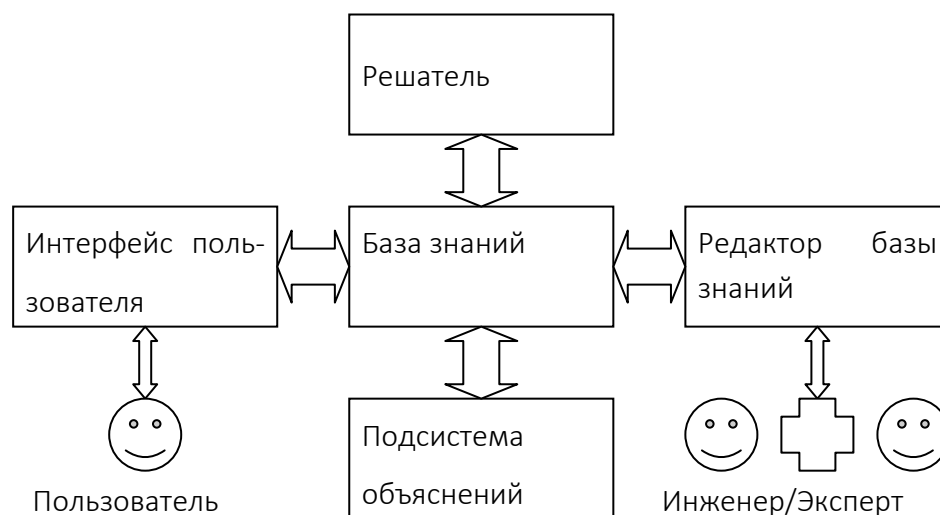 Решатель
Интерфейс поль-
зователя
База знаний
Редактор базы
знаний
Подсистема
объяснений
Пользователь
Инженер/Эксперт